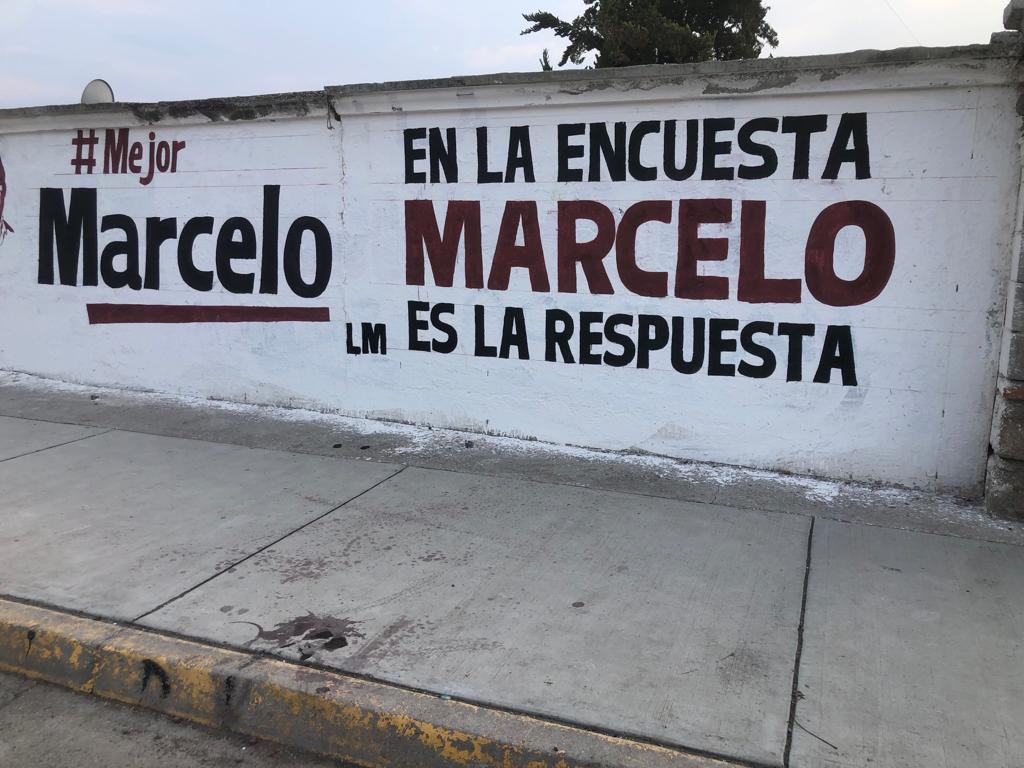 #Mejor
Marcelo
EN LA ENCUESTA
MARCELO
LM ES LA RESPUESTA